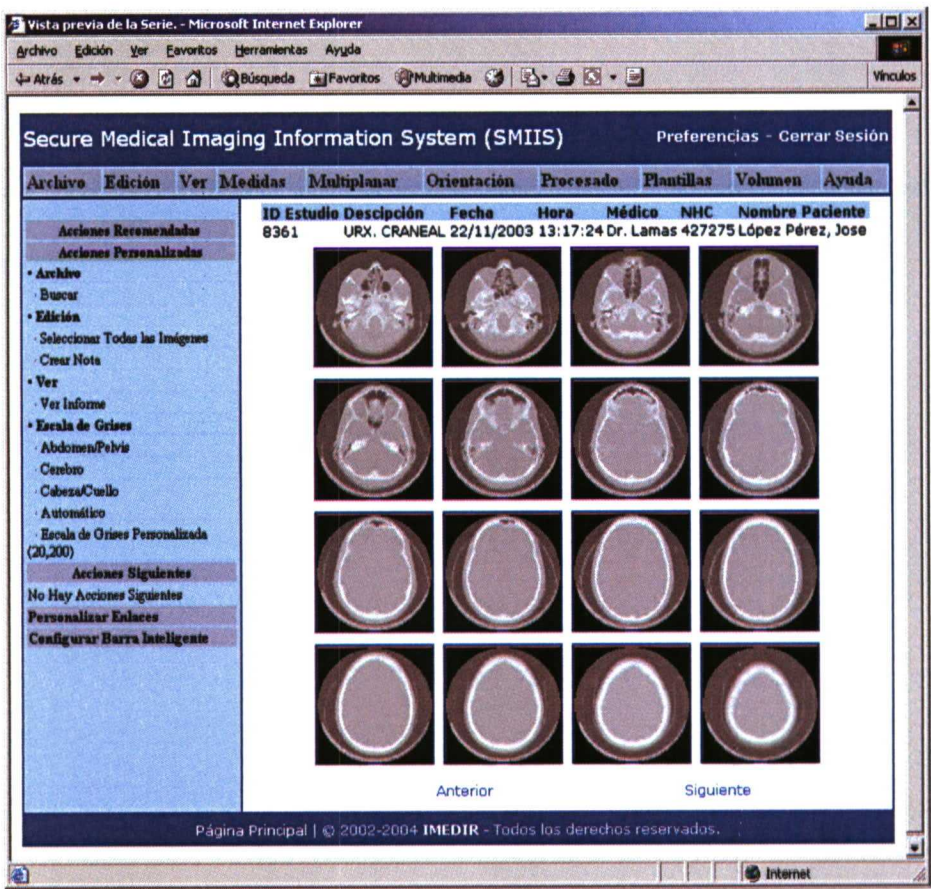 Vista previa de la Serie. - Microsoft Internet Explorer
Archivo Edición Ver Favoritos Herramientas Ayuda
Atrás Búsqueda Favoritos Multimedia Vínculos
Secure Medical Imaging Information System (SMIIS) Preferencias - Cerrar Sesión
Archivo Edición Ver Medidas Multiplanar Orientación Procesado Plantillas Volumen Ayuda
ID Estudio Descipción Fecha Hora Médico NHC Nombre Paciente
8361 URX. CRANEAL 22/11/2003 13:17:24 Dr. Lamas 427275 López Pérez, Jose
Acciones Recomendadas
Acciones Personalizadas
• Archivo
· Buscar
• Edición
· Seleccionar Todas las Imágenes
· Crear Nota
• Ver
· Ver Informe
• Escala de Grises
· Abdomen/Pelvis
· Cerebro
· Cabeza/Cuello
· Automático
· Escala de Grises Personalizada
(20,200)
Acciones Siguientes
No Hay Acciones Siguientes
Personalizar Enlaces
Configurar Barra Inteligente
Anterior Siguiente
Página Principal | © 2002-2004 IMEDIR - Todos los derechos reservados.
Internet